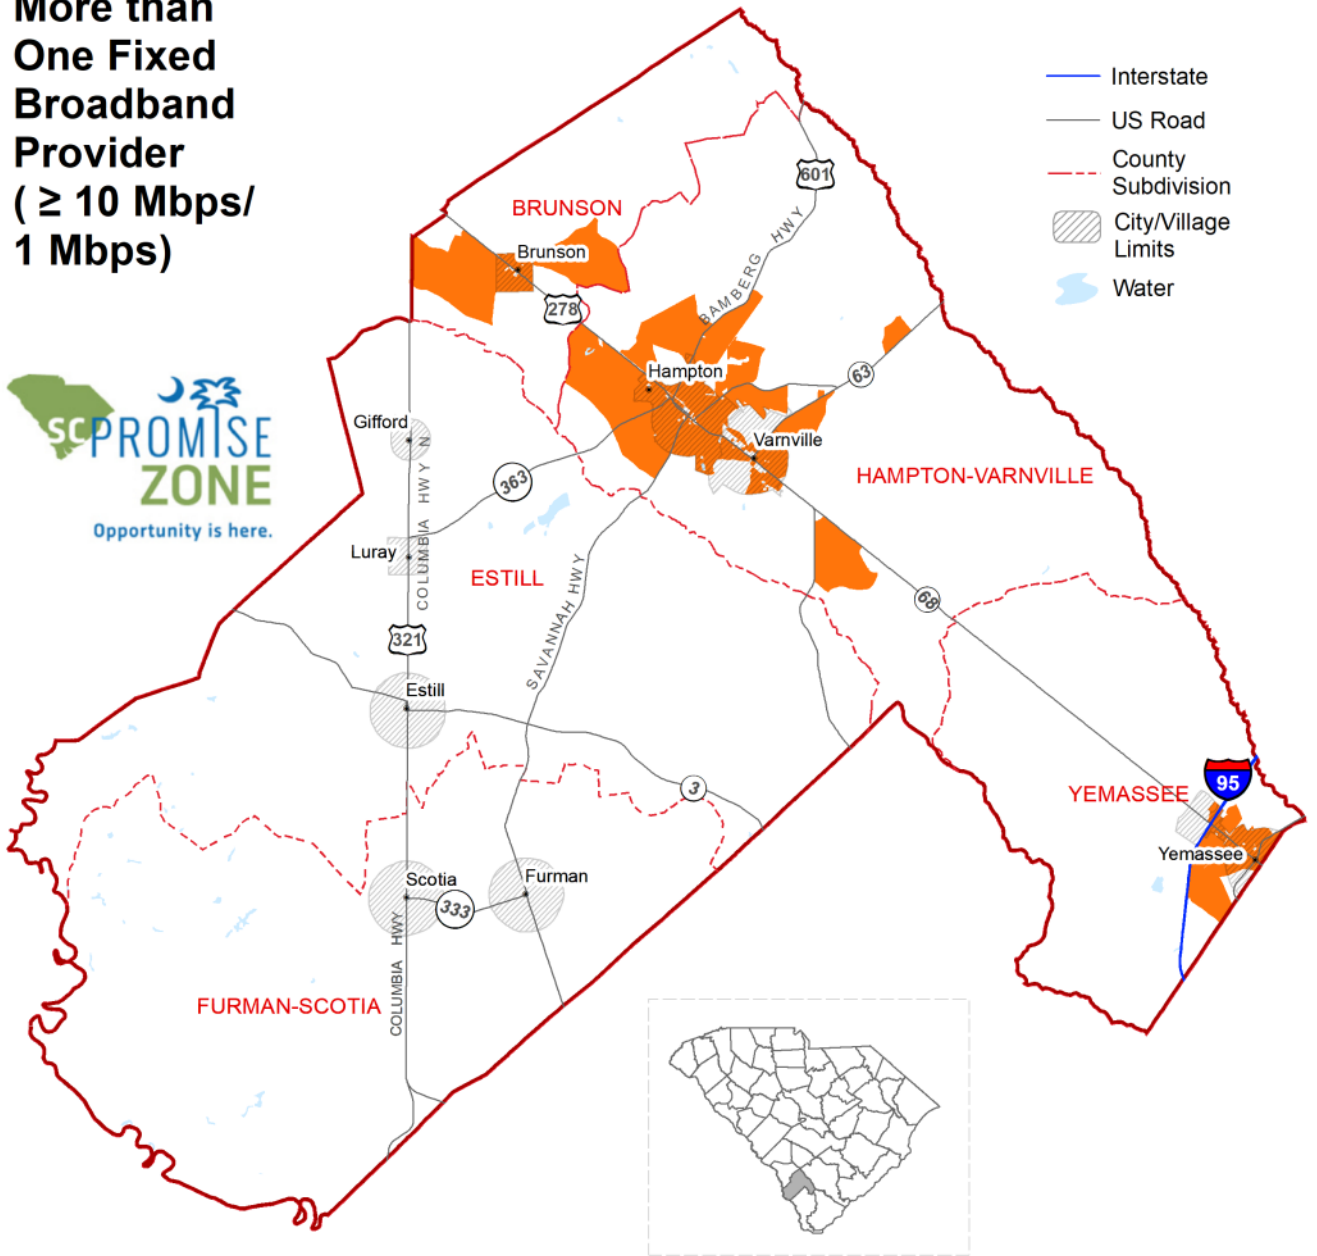 More than
One Fixed
Broadband
Provider
( ≥ 10 Mbps/
1 Mbps)
Interstate
US Road
County
Subdivision
City/Village
Limits
Water
601
BRUNSON
BAMBERG HWY
Brunson
278
Hampton
63
SC PROMISE
ZONE
Opportunity is here.
Gifford
Varnville
363
HAMPTON-VARNVILLE
COLUMBIA HWY N
Luray
ESTILL
SAVANNAH HWY
68
321
Estill
3
95
YEMASSEE
Yemassee
Scotia
Furman
333
COLUMBIA HWY
FURMAN-SCOTIA